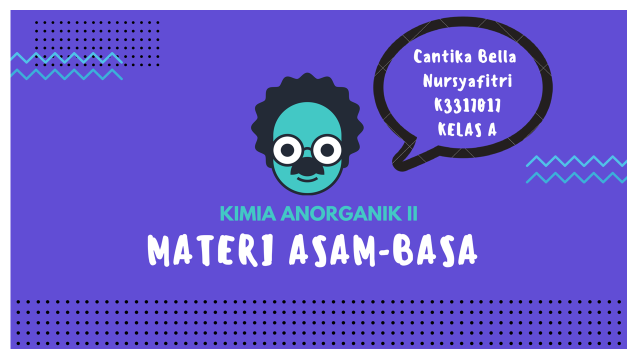 Cantika Bella
Nursyafitri
K3317017
KELAS A
KIMIA ANORGANIK II
MATERI ASAM-BASA